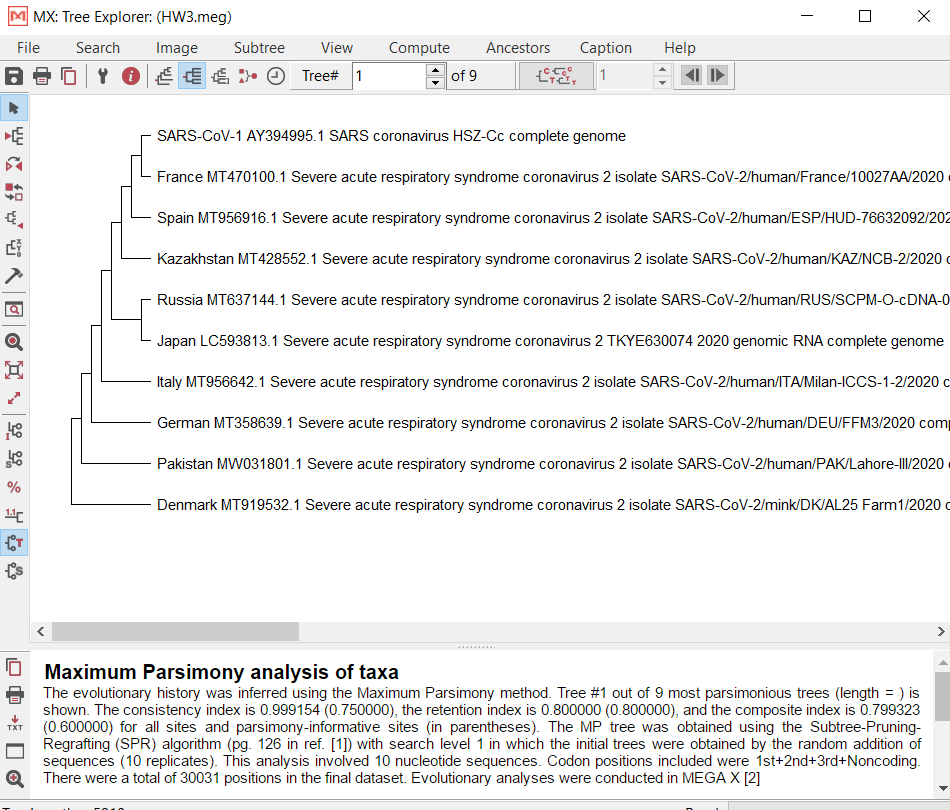 MX: Tree Explorer: (HW3.meg)
File Search Image Subtree View Compute Ancestors Caption Help
Tree# 1 of 9 1
SARS-CoV-1 AY394995.1 SARS coronavirus HSZ-Cc complete genome
France MT470100.1 Severe acute respiratory syndrome coronavirus 2 isolate SARS-CoV-2/human/France/10027AA/2020
Spain MT956916.1 Severe acute respiratory syndrome coronavirus 2 isolate SARS-CoV-2/human/ESP/HUD-76632092/202
Kazakhstan MT428552.1 Severe acute respiratory syndrome coronavirus 2 isolate SARS-CoV-2/human/KAZ/NCB-2/2020 c
Russia MT637144.1 Severe acute respiratory syndrome coronavirus 2 isolate SARS-CoV-2/human/RUS/SCPM-O-cDNA-0
Japan LC593813.1 Severe acute respiratory syndrome coronavirus 2 TKYE630074 2020 genomic RNA complete genome
Italy MT956642.1 Severe acute respiratory syndrome coronavirus 2 isolate SARS-CoV-2/human/ITA/Milan-ICCS-1-2/2020 c
German MT358639.1 Severe acute respiratory syndrome coronavirus 2 isolate SARS-CoV-2/human/DEU/FFM3/2020 comp
Pakistan MW031801.1 Severe acute respiratory syndrome coronavirus 2 isolate SARS-CoV-2/human/PAK/Lahore-III/2020
Denmark MT919532.1 Severe acute respiratory syndrome coronavirus 2 isolate SARS-CoV-2/mink/DK/AL25 Farm1/2020 c
Maximum Parsimony analysis of taxa
The evolutionary history was inferred using the Maximum Parsimony method. Tree #1 out of 9 most parsimonious trees (length = ) is
shown. The consistency index is 0.999154 (0.750000), the retention index is 0.800000 (0.800000), and the composite index is 0.799323
(0.600000) for all sites and parsimony-informative sites (in parentheses). The MP tree was obtained using the Subtree-Pruning-
Regrafting (SPR) algorithm (pg. 126 in ref. [1]) with search level 1 in which the initial trees were obtained by the random addition of
sequences (10 replicates). This analysis involved 10 nucleotide sequences. Codon positions included were 1st+2nd+3rd+Noncoding.
There were a total of 30031 positions in the final dataset. Evolutionary analyses were conducted in MEGA X [2]